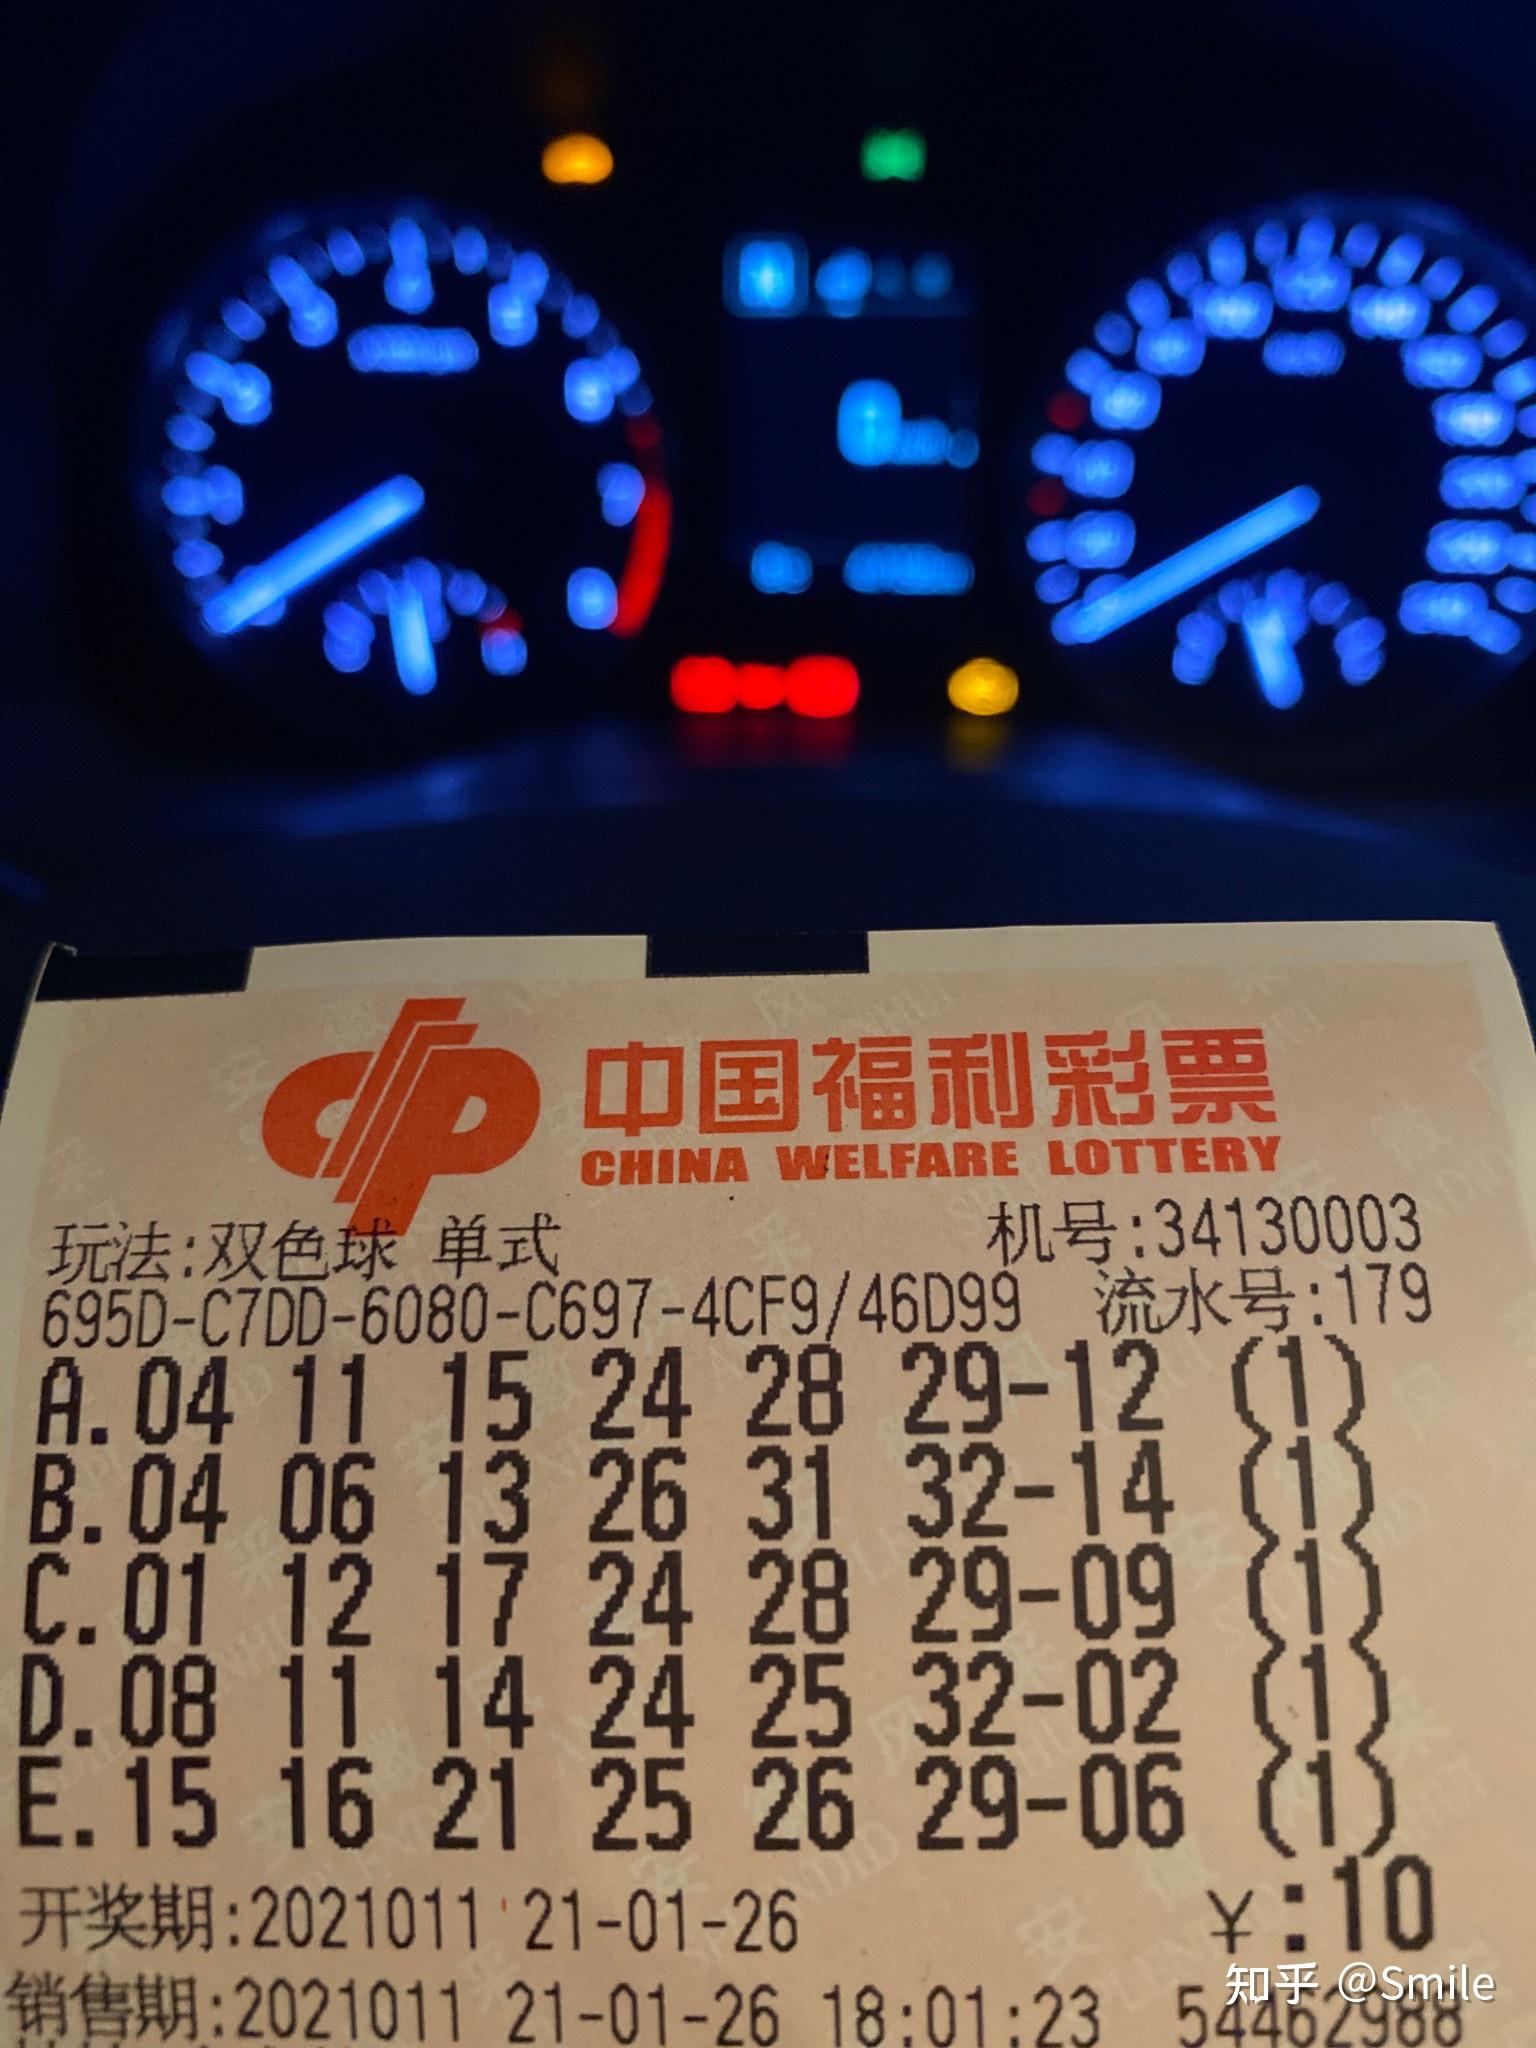 中国福利彩票
CHINA WELFARE LOTTERY
玩法:双色球 单式 机号:34130003
695D-C7DD-6080-C697-4CF9/46D99 流水号:179
A.04 11 15 24 28 29-12 (1)
B.04 06 13 26 31 32-14 (1)
C.01 12 17 24 28 29-09 (1)
D.08 11 14 24 25 32-02 (1)
E.15 16 21 25 26 29-06 (1)
开奖期:2021011 21-01-26 ¥:10
销售期:2021011 21-01-26 18:01:23 54462988
知乎 @Smile